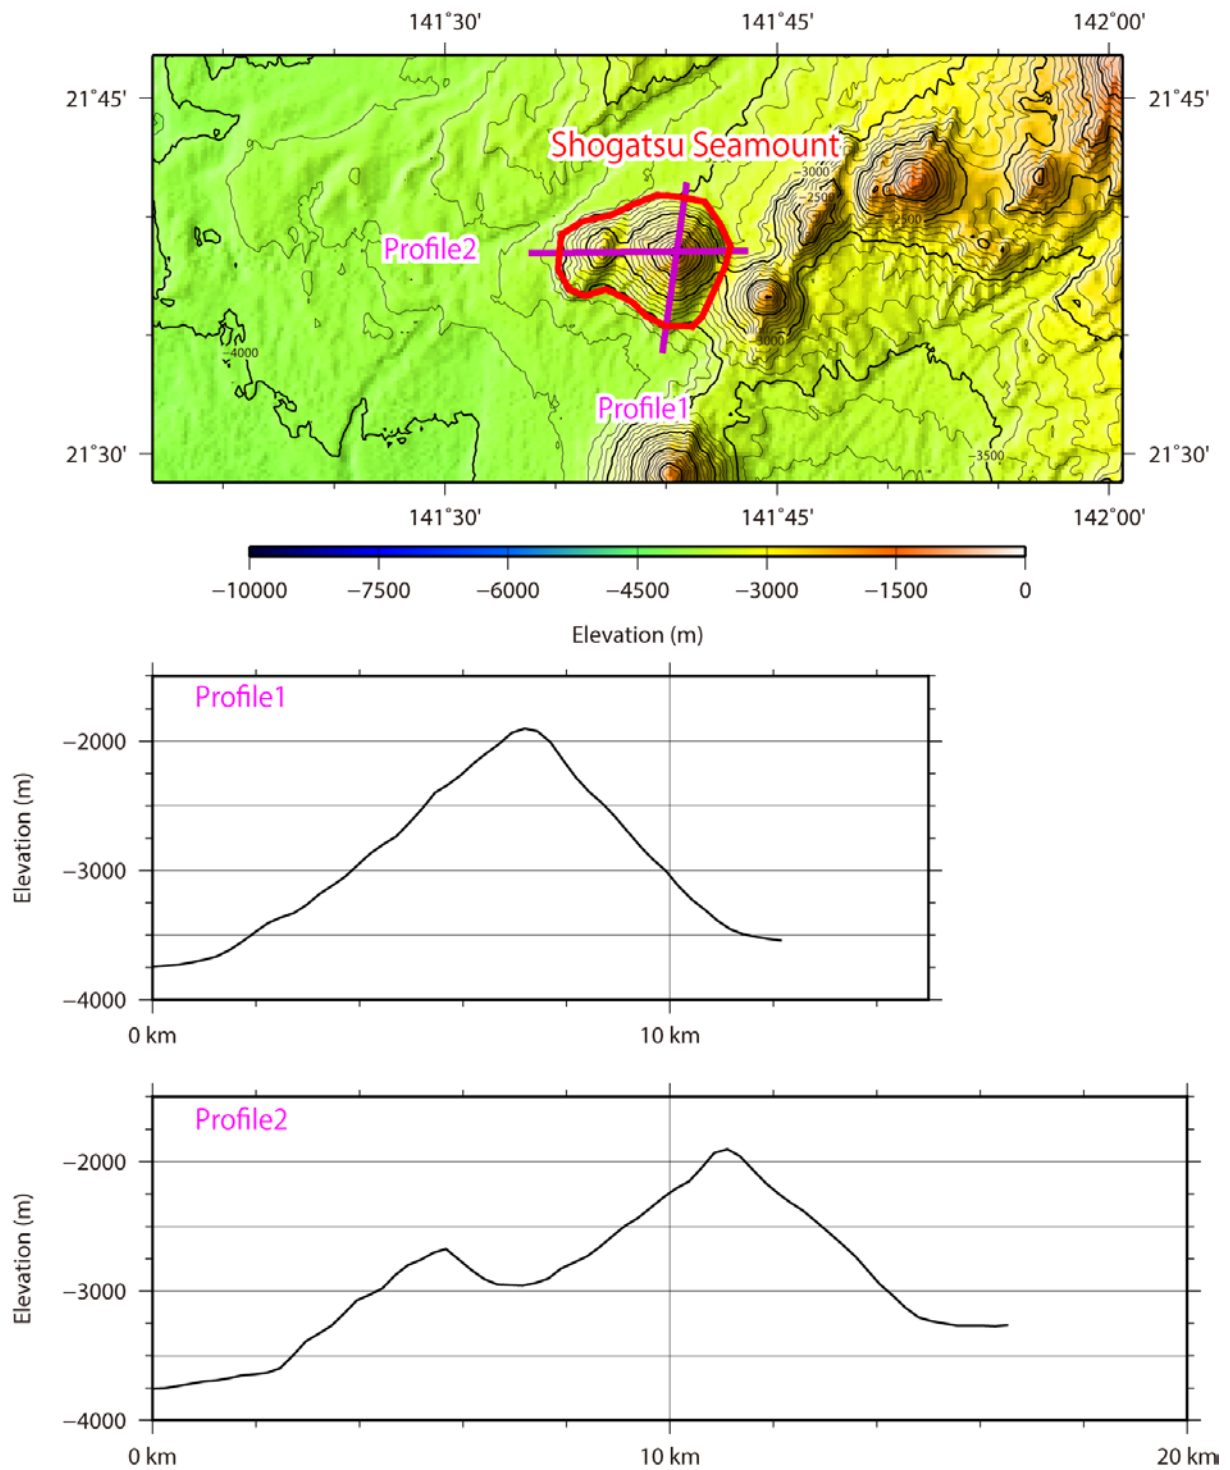 141°30' 141°45' 142°00'
21°45' 21°45'
Shogatsu Seamount
−3000
−2500
−2500
Profile2
−3000
−4000
Profile1
21°30' −3500 21°30'
141°30' 141°45' 142°00'
−10000 −7500 −6000 −4500 −3000 −1500 0
Elevation (m)
Profile1
−2000
Elevation (m)
−3000
−4000
0 km 10 km
Profile2
−2000
Elevation (m)
−3000
−4000
0 km 10 km 20 km